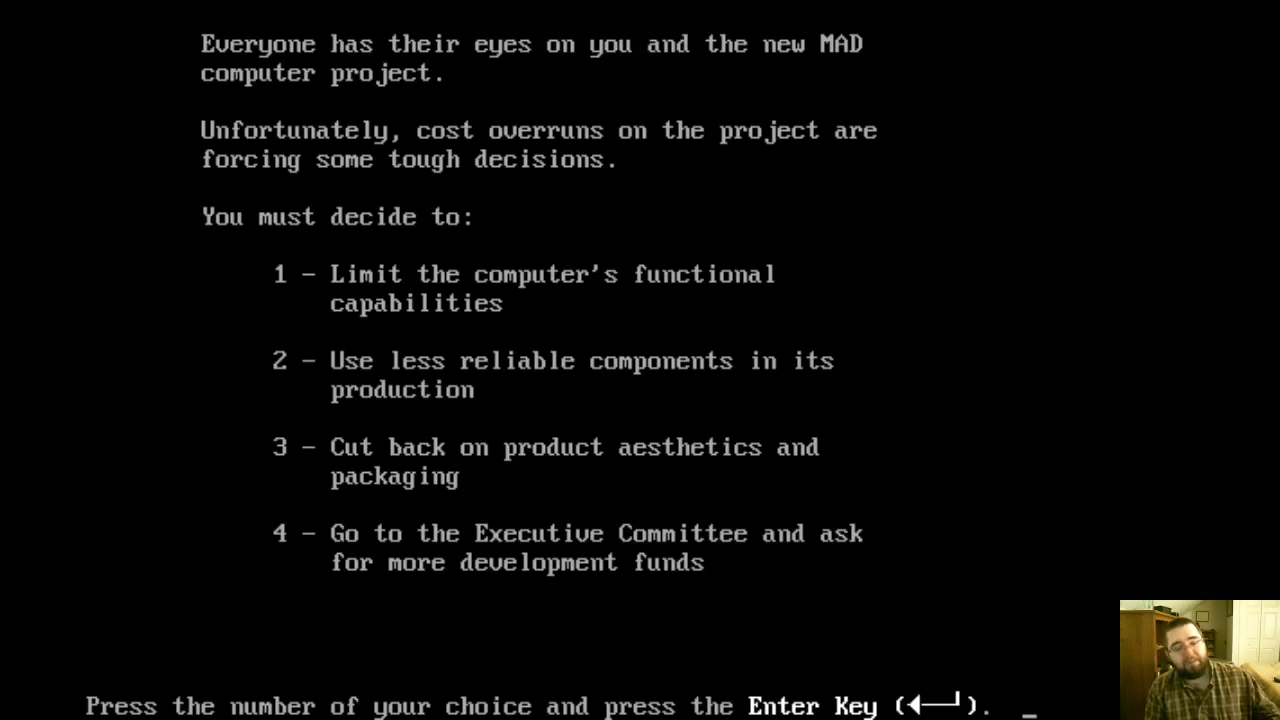 Everyone has their eyes on you and the new MAD
computer project.
Unfortunately, cost overruns on the project are
forcing some tough decisions.
You must decide to:
1 - Limit the computer's functional
capabilities
2 - Use less reliable components in its
production
3 - Cut back on product aesthetics and
packaging
4 - Go to the Executive Committee and ask
for more development funds
Press the number of your choice and press the Enter Key (◄─┘). _